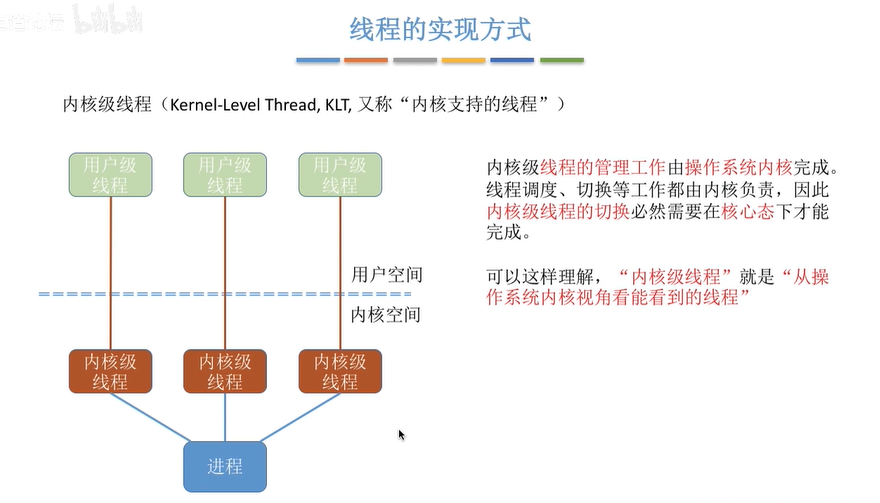 bilibili
线程的实现方式
内核级线程（Kernel-Level Thread, KLT, 又称“内核支持的线程”）
用户级
线程
用户级
线程
用户级
线程
用户空间
内核空间
内核级
线程
内核级
线程
内核级
线程
进程
内核级线程的管理工作由操作系统内核完成。
线程调度、切换等工作都由内核负责，因此
内核级线程的切换必然需要在核心态下才能
完成。
可以这样理解，“内核级线程”就是“从操
作系统内核视角看能看到的线程”